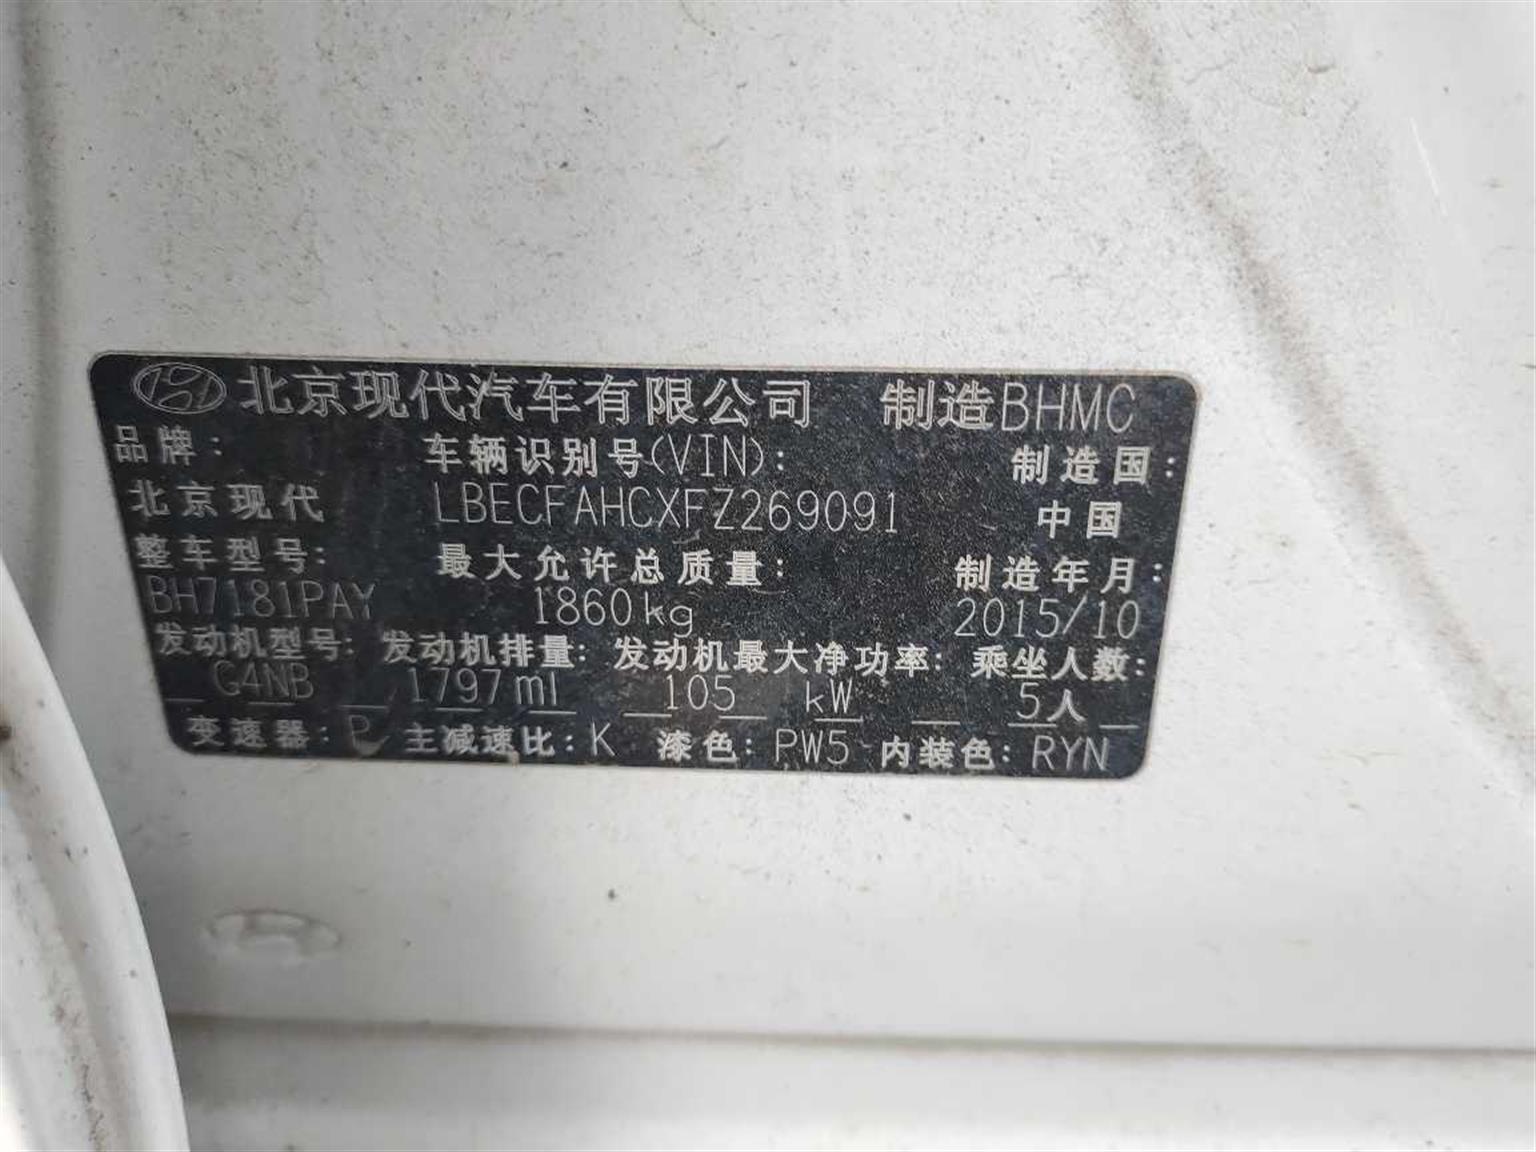 北京现代汽车有限公司 制造BHMC
品牌: 车辆识别号(VIN): 制造国:
北京现代 LBECFAHCXFZ269091 中国
整车型号: 最大允许总质量: 制造年月:
BH7181PAY 1860kg 2015/10
发动机型号: 发动机排量: 发动机最大净功率: 乘坐人数:
G4NB 1797ml 105 kW 5人
变速器: P 主减速比: K 漆色: PW5 内装色: RYN